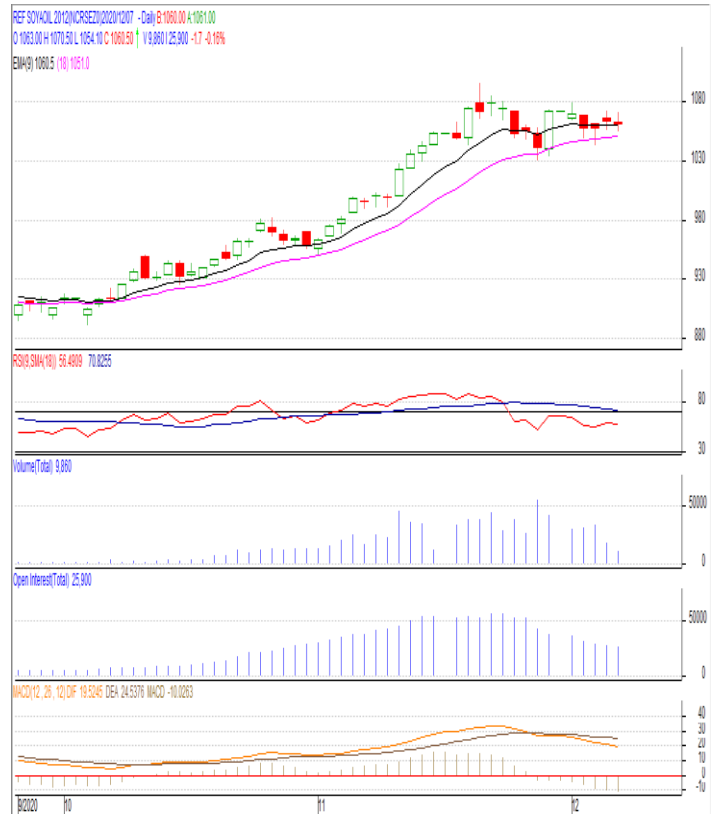 REF SOYAOIL 2012(NCRSEZ0)2020/12/07 - Daily B:1060.00 A:1061.00
O 1063.00 H 1070.50 L 1054.10 C 1060.50 ↑ V 9,860 I 25,900 -1.7 -0.16%
EMA(9) 1060.5 (18) 1051.0
1080
1030
980
930
880
RSI(9,SMA(18)) 56.4909 70.8255
80
30
Volume(Total) 9,860
50000
0
Open Interest(Total) 25,900
50000
0
MACD(12 , 26 , 12) DIF 19.5245 DEA 24.5376 MACD -10.0263
40
30
20
10
0
-10
9/2020 10 11 12